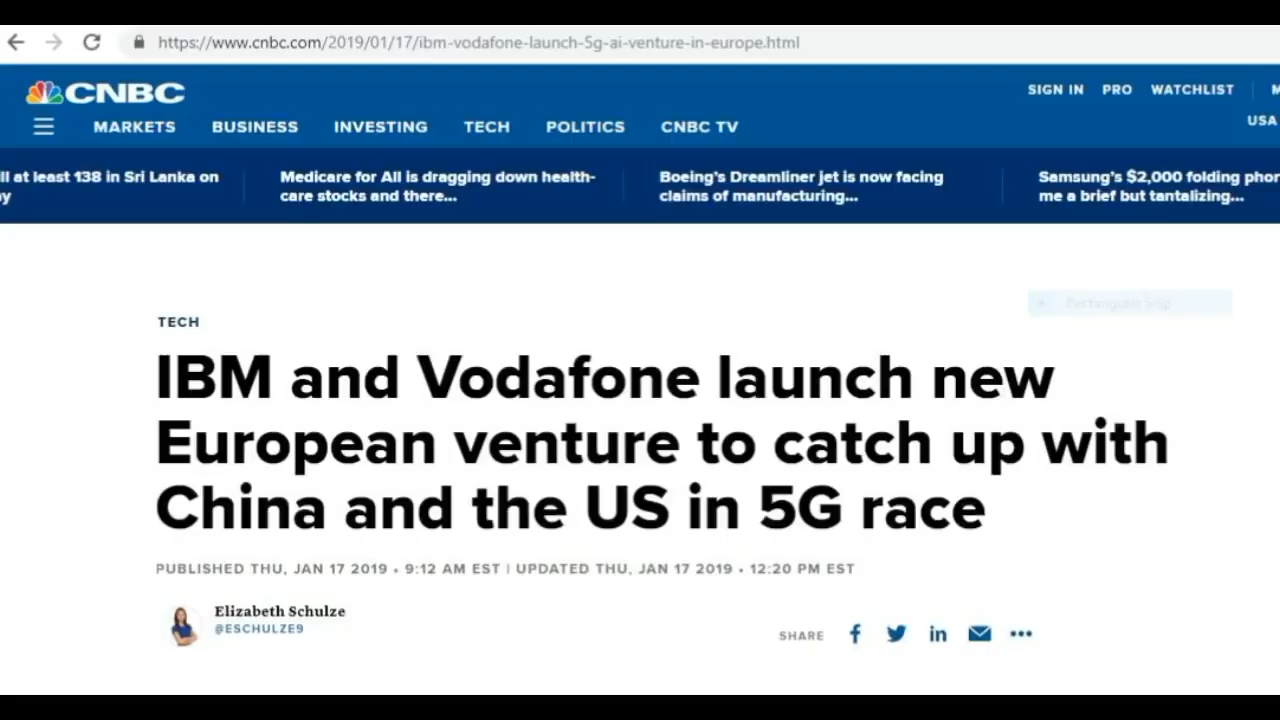 https://www.cnbc.com/2019/01/17/ibm-vodafone-launch-5g-ai-venture-in-europe.html
CNBC
SIGN IN PRO WATCHLIST
USA
MARKETS BUSINESS INVESTING TECH POLITICS CNBC TV
at least 138 in Sri Lanka on
Medicare for All is dragging down health-
care stocks and there...
Boeing's Dreamliner jet is now facing
claims of manufacturing...
Samsung's $2,000 folding
me a brief but tantalizing...
Rectangular Snip
TECH
IBM and Vodafone launch new
European venture to catch up with
China and the US in 5G race
PUBLISHED THU, JAN 17 2019 • 9:12 AM EST | UPDATED THU, JAN 17 2019 • 12:20 PM EST
Elizabeth Schulze
@ESCHULZE9
SHARE